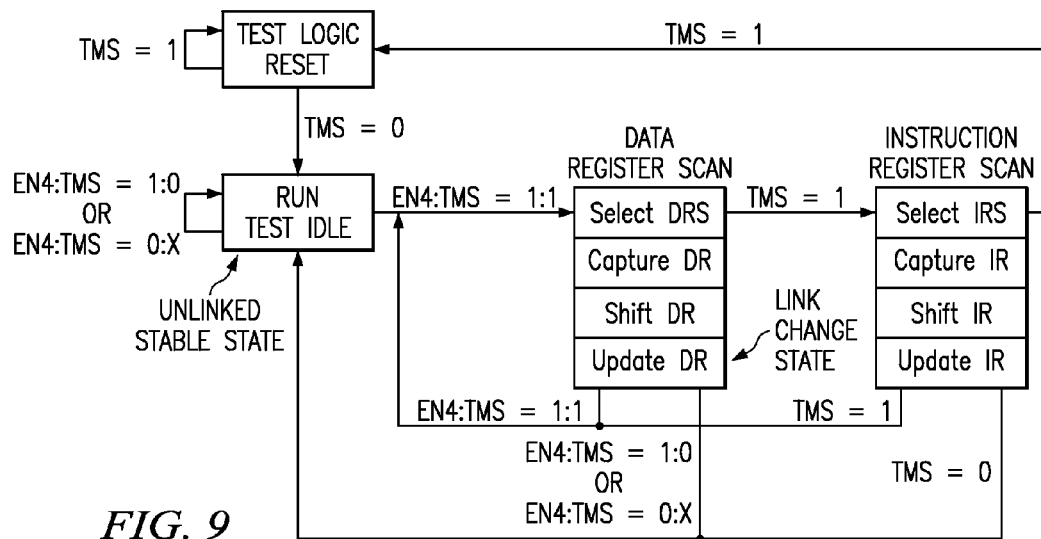 TMS = 1
TEST LOGIC
RESET
TMS = 1
TMS = 0
DATA
REGISTER SCAN
INSTRUCTION
REGISTER SCAN
EN4:TMS = 1:0
OR
EN4:TMS = 0:X
RUN
TEST IDLE
EN4:TMS = 1:1
Select DRS
TMS = 1
Select IRS
Capture DR
Capture IR
UNLINKED
STABLE STATE
Shift DR
LINK
CHANGE
STATE
Shift IR
Update DR
Update IR
EN4:TMS = 1:1
TMS = 1
EN4:TMS = 1:0
OR
EN4:TMS = 0:X
TMS = 0
FIG. 9